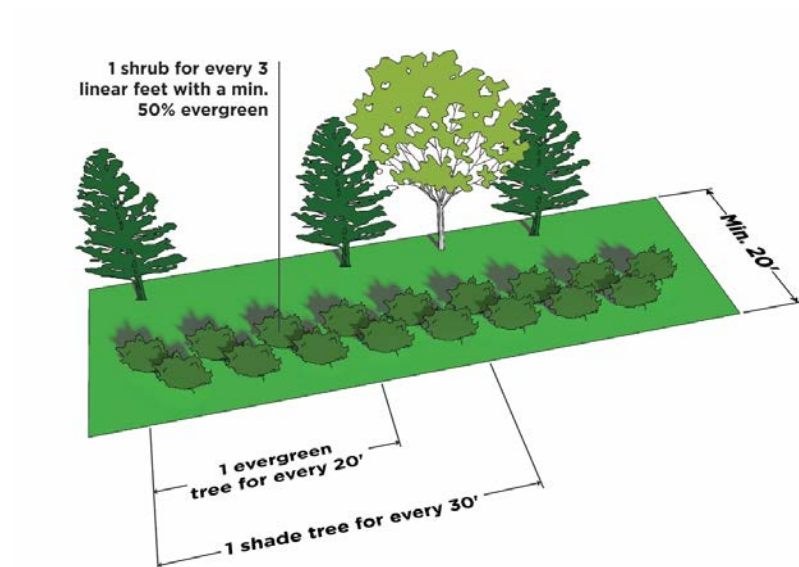 1 shrub for every 3
linear feet with a min.
50% evergreen
Min. 20'
1 evergreen
tree for every 20'
1 shade tree for every 30'